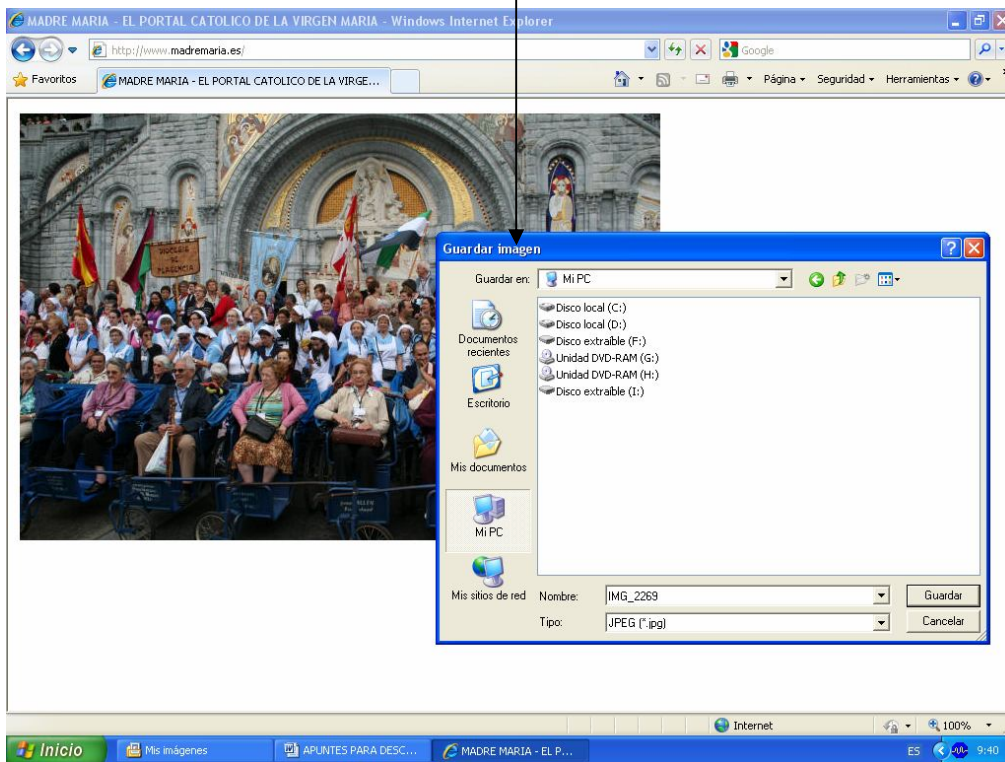 MADRE MARIA - EL PORTAL CATOLICO DE LA VIRGEN MARIA - Windows Internet Explorer
http://www.madremaria.es/
Google
Favoritos
MADRE MARIA - EL PORTAL CATOLICO DE LA VIRGE...
Página
Seguridad
Herramientas
DIOCESIS
DE
PLASENCIA
Guardar imagen
Guardar en:
Mi PC
Documentos recientes
Escritorio
Mis documentos
Mi PC
Mis sitios de red
Disco local (C:)
Disco local (D:)
Disco extraíble (F:)
Unidad DVD-RAM (G:)
Unidad DVD-RAM (H:)
Disco extraíble (I:)
Nombre:
IMG_2269
Guardar
Tipo:
JPEG (*.jpg)
Cancelar
Internet
100%
Inicio
Mis imágenes
APUNTES PARA DESC...
MADRE MARIA - EL P...
ES
9:40